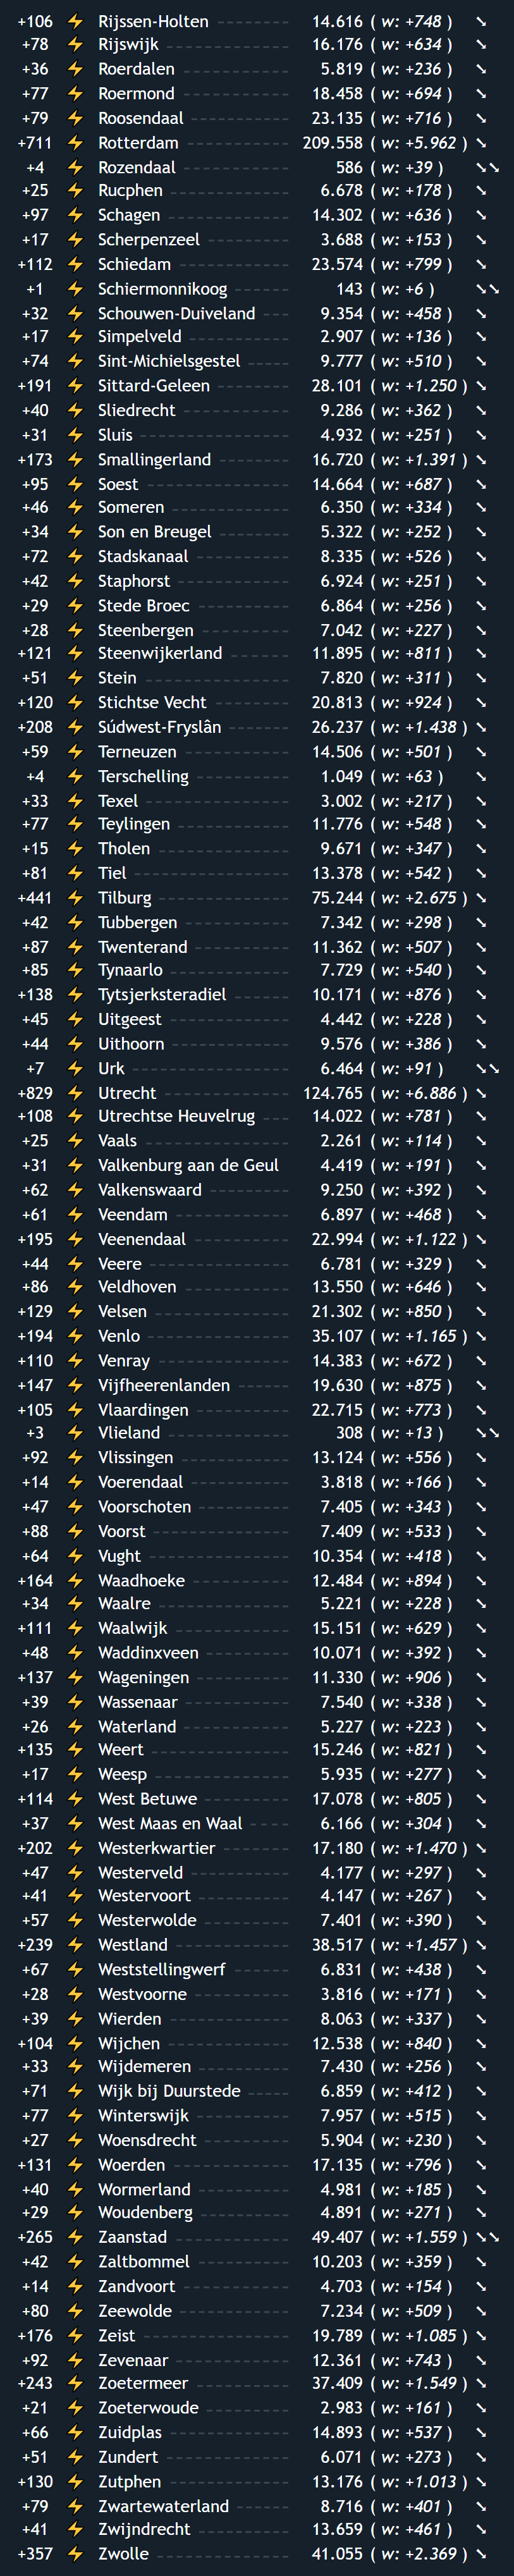 +106 ⚡ Rijssen-Holten 14.616 ( w: +748 ) ↘
+78 ⚡ Rijswijk 16.176 ( w: +634 ) ↘
+36 ⚡ Roerdalen 5.819 ( w: +236 ) ↘
+77 ⚡ Roermond 18.458 ( w: +694 ) ↘
+79 ⚡ Roosendaal 23.135 ( w: +716 ) ↘
+711 ⚡ Rotterdam 209.558 ( w: +5.962 ) ↘
+4 ⚡ Rozendaal 586 ( w: +39 ) ↘↘
+25 ⚡ Rucphen 6.678 ( w: +178 ) ↘
+97 ⚡ Schagen 14.302 ( w: +636 ) ↘
+17 ⚡ Scherpenzeel 3.688 ( w: +153 ) ↘
+112 ⚡ Schiedam 23.574 ( w: +799 ) ↘
+1 ⚡ Schiermonnikoog 143 ( w: +6 ) ↘↘
+32 ⚡ Schouwen-Duiveland 9.354 ( w: +458 ) ↘
+17 ⚡ Simpelveld 2.907 ( w: +136 ) ↘
+74 ⚡ Sint-Michielsgestel 9.777 ( w: +510 ) ↘
+191 ⚡ Sittard-Geleen 28.101 ( w: +1.250 ) ↘
+40 ⚡ Sliedrecht 9.286 ( w: +362 ) ↘
+31 ⚡ Sluis 4.932 ( w: +251 ) ↘
+173 ⚡ Smallingerland 16.720 ( w: +1.391 ) ↘
+95 ⚡ Soest 14.664 ( w: +687 ) ↘
+46 ⚡ Someren 6.350 ( w: +334 ) ↘
+34 ⚡ Son en Breugel 5.322 ( w: +252 ) ↘
+72 ⚡ Stadskanaal 8.335 ( w: +526 ) ↘
+42 ⚡ Staphorst 6.924 ( w: +251 ) ↘
+29 ⚡ Stede Broec 6.864 ( w: +256 ) ↘
+28 ⚡ Steenbergen 7.042 ( w: +227 ) ↘
+121 ⚡ Steenwijkerland 11.895 ( w: +811 ) ↘
+51 ⚡ Stein 7.820 ( w: +311 ) ↘
+120 ⚡ Stichtse Vecht 20.813 ( w: +924 ) ↘
+208 ⚡ Súdwest-Fryslân 26.237 ( w: +1.438 ) ↘
+59 ⚡ Terneuzen 14.506 ( w: +501 ) ↘
+4 ⚡ Terschelling 1.049 ( w: +63 ) ↘
+33 ⚡ Texel 3.002 ( w: +217 ) ↘
+77 ⚡ Teylingen 11.776 ( w: +548 ) ↘
+15 ⚡ Tholen 9.671 ( w: +347 ) ↘
+81 ⚡ Tiel 13.378 ( w: +542 ) ↘
+441 ⚡ Tilburg 75.244 ( w: +2.675 ) ↘
+42 ⚡ Tubbergen 7.342 ( w: +298 ) ↘
+87 ⚡ Twenterand 11.362 ( w: +507 ) ↘
+85 ⚡ Tynaarlo 7.729 ( w: +540 ) ↘
+138 ⚡ Tytsjerksteradiel 10.171 ( w: +876 ) ↘
+45 ⚡ Uitgeest 4.442 ( w: +228 ) ↘
+44 ⚡ Uithoorn 9.576 ( w: +386 ) ↘
+7 ⚡ Urk 6.464 ( w: +91 ) ↘↘
+829 ⚡ Utrecht 124.765 ( w: +6.886 ) ↘
+108 ⚡ Utrechtse Heuvelrug 14.022 ( w: +781 ) ↘
+25 ⚡ Vaals 2.261 ( w: +114 ) ↘
+31 ⚡ Valkenburg aan de Geul 4.419 ( w: +191 ) ↘
+62 ⚡ Valkenswaard 9.250 ( w: +392 ) ↘
+61 ⚡ Veendam 6.897 ( w: +468 ) ↘
+195 ⚡ Veenendaal 22.994 ( w: +1.122 ) ↘
+44 ⚡ Veere 6.781 ( w: +329 ) ↘
+86 ⚡ Veldhoven 13.550 ( w: +646 ) ↘
+129 ⚡ Velsen 21.302 ( w: +850 ) ↘
+194 ⚡ Venlo 35.107 ( w: +1.165 ) ↘
+110 ⚡ Venray 14.383 ( w: +672 ) ↘
+147 ⚡ Vijfheerenlanden 19.630 ( w: +875 ) ↘
+105 ⚡ Vlaardingen 22.715 ( w: +773 ) ↘
+3 ⚡ Vlieland 308 ( w: +13 ) ↘↘
+92 ⚡ Vlissingen 13.124 ( w: +556 ) ↘
+14 ⚡ Voerendaal 3.818 ( w: +166 ) ↘
+47 ⚡ Voorschoten 7.405 ( w: +343 ) ↘
+88 ⚡ Voorst 7.409 ( w: +533 ) ↘
+64 ⚡ Vught 10.354 ( w: +418 ) ↘
+164 ⚡ Waadhoeke 12.484 ( w: +894 ) ↘
+34 ⚡ Waalre 5.221 ( w: +228 ) ↘
+111 ⚡ Waalwijk 15.151 ( w: +629 ) ↘
+48 ⚡ Waddinxveen 10.071 ( w: +392 ) ↘
+137 ⚡ Wageningen 11.330 ( w: +906 ) ↘
+39 ⚡ Wassenaar 7.540 ( w: +338 ) ↘
+26 ⚡ Waterland 5.227 ( w: +223 ) ↘
+135 ⚡ Weert 15.246 ( w: +821 ) ↘
+17 ⚡ Weesp 5.935 ( w: +277 ) ↘
+114 ⚡ West Betuwe 17.078 ( w: +805 ) ↘
+37 ⚡ West Maas en Waal 6.166 ( w: +304 ) ↘
+202 ⚡ Westerkwartier 17.180 ( w: +1.470 ) ↘
+47 ⚡ Westerveld 4.177 ( w: +297 ) ↘
+41 ⚡ Westervoort 4.147 ( w: +267 ) ↘
+57 ⚡ Westerwolde 7.401 ( w: +390 ) ↘
+239 ⚡ Westland 38.517 ( w: +1.457 ) ↘
+67 ⚡ Weststellingwerf 6.831 ( w: +438 ) ↘
+28 ⚡ Westvoorne 3.816 ( w: +171 ) ↘
+39 ⚡ Wierden 8.063 ( w: +337 ) ↘
+104 ⚡ Wijchen 12.538 ( w: +840 ) ↘
+33 ⚡ Wijdemeren 7.430 ( w: +256 ) ↘
+71 ⚡ Wijk bij Duurstede 6.859 ( w: +412 ) ↘
+77 ⚡ Winterswijk 7.957 ( w: +515 ) ↘
+27 ⚡ Woensdrecht 5.904 ( w: +230 ) ↘
+131 ⚡ Woerden 17.135 ( w: +796 ) ↘
+40 ⚡ Wormerland 4.981 ( w: +185 ) ↘
+29 ⚡ Woudenberg 4.891 ( w: +271 ) ↘
+265 ⚡ Zaanstad 49.407 ( w: +1.559 ) ↘↘
+42 ⚡ Zaltbommel 10.203 ( w: +359 ) ↘
+14 ⚡ Zandvoort 4.703 ( w: +154 ) ↘
+80 ⚡ Zeewolde 7.234 ( w: +509 ) ↘
+176 ⚡ Zeist 19.789 ( w: +1.085 ) ↘
+92 ⚡ Zevenaar 12.361 ( w: +743 ) ↘
+243 ⚡ Zoetermeer 37.409 ( w: +1.549 ) ↘
+21 ⚡ Zoeterwoude 2.983 ( w: +161 ) ↘
+66 ⚡ Zuidplas 14.893 ( w: +537 ) ↘
+51 ⚡ Zundert 6.071 ( w: +273 ) ↘
+130 ⚡ Zutphen 13.176 ( w: +1.013 ) ↘
+79 ⚡ Zwartewaterland 8.716 ( w: +401 ) ↘
+41 ⚡ Zwijndrecht 13.659 ( w: +461 ) ↘
+357 ⚡ Zwolle 41.055 ( w: +2.369 ) ↘